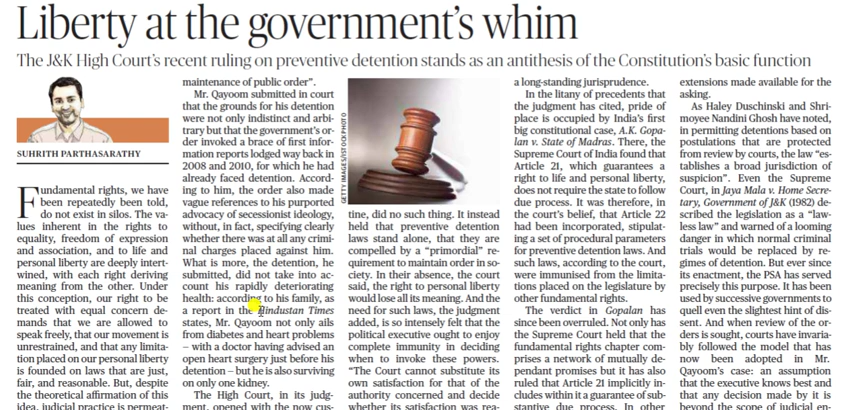 Liberty at the government's whim
The J&K High Court's recent ruling on preventive detention stands as an antithesis of the Constitution's basic function
SUHRITH PARTHASARATHY
Fundamental rights, we have
been repeatedly been told,
do not exist in silos. The va-
lues inherent in the rights to
equality, freedom of expression
and association, and to life and
personal liberty are deeply intert-
wined, with each right deriving
meaning from the other. Under
this conception, our right to be
treated with equal concern de-
mands that we are allowed to
speak freely, that our movement is
unrestrained, and that any limita-
tion placed on our personal liberty
is founded on laws that are just,
fair, and reasonable. But, despite
the theoretical affirmation of this
idea, judicial practice is permeat-
maintenance of public order".
Mr. Qayoom submitted in court
that the grounds for his detention
were not only indistinct and arbi-
trary but that the government's or-
der invoked a brace of first infor-
mation reports lodged way back in
2008 and 2010, for which he had
already faced detention. Accord-
ing to him, the order also made
vague references to his purported
advocacy of secessionist ideology,
without, in fact, specifying clearly
whether there was at all any crimi-
nal charges placed against him.
What is more, the detention, he
submitted, did not take into ac-
count his rapidly deteriorating
health: according to his family, as
a report in the Hindustan Times
states, Mr. Qayoom not only ails
from diabetes and heart problems
– with a doctor having advised an
open heart surgery just before his
detention – but he is also surviving
on only one kidney.
The High Court, in its judg-
ment, opened with the now cus-
GETTY IMAGES/ISTOCKPHOTO
tine, did no such thing. It instead
held that preventive detention
laws stand alone, that they are
compelled by a "primordial" re-
quirement to maintain order in so-
ciety. In their absence, the court
said, the right to personal liberty
would lose all its meaning. And the
need for such laws, the judgment
added, is so intensely felt that the
political executive ought to enjoy
complete immunity in deciding
when to invoke these powers.
"The Court cannot substitute its
own satisfaction for that of the
authority concerned and decide
whether its satisfaction was rea-
a long-standing jurisprudence.
In the litany of precedents that
the judgment has cited, pride of
place is occupied by India's first
big constitutional case, A.K. Gopa-
lan v. State of Madras. There, the
Supreme Court of India found that
Article 21, which guarantees a
right to life and personal liberty,
does not require the state to follow
due process. It was therefore, in
the court's belief, that Article 22
had been incorporated, stipulat-
ing a set of procedural parameters
for preventive detention laws. And
such laws, according to the court,
were immunised from the limita-
tions placed on the legislature by
other fundamental rights.
The verdict in Gopalan has
since been overruled. Not only has
the Supreme Court held that the
fundamental rights chapter com-
prises a network of mutually de-
pendant promises but it has also
ruled that Article 21 implicitly in-
cludes within it a guarantee of sub-
stantive due process. In other
extensions made available for the
asking.
As Haley Duschinski and Shri-
moyee Nandini Ghosh have noted,
in permitting detentions based on
postulations that are protected
from review by courts, the law "es-
tablishes a broad jurisdiction of
suspicion". Even the Supreme
Court, in Jaya Mala v. Home Secre-
tary, Government of J&K (1982) de-
scribed the legislation as a "law-
less law" and warned of a looming
danger in which normal criminal
trials would be replaced by re-
gimes of detention. But ever since
its enactment, the PSA has served
precisely this purpose. It has been
used by successive governments to
quell even the slightest hint of dis-
sent. And when review of the or-
ders is sought, courts have invaria-
bly followed the model that has
now been adopted in Mr.
Qayoom's case: an assumption
that the executive knows best and
that any decision made by it is
beyond the scope of judicial en-